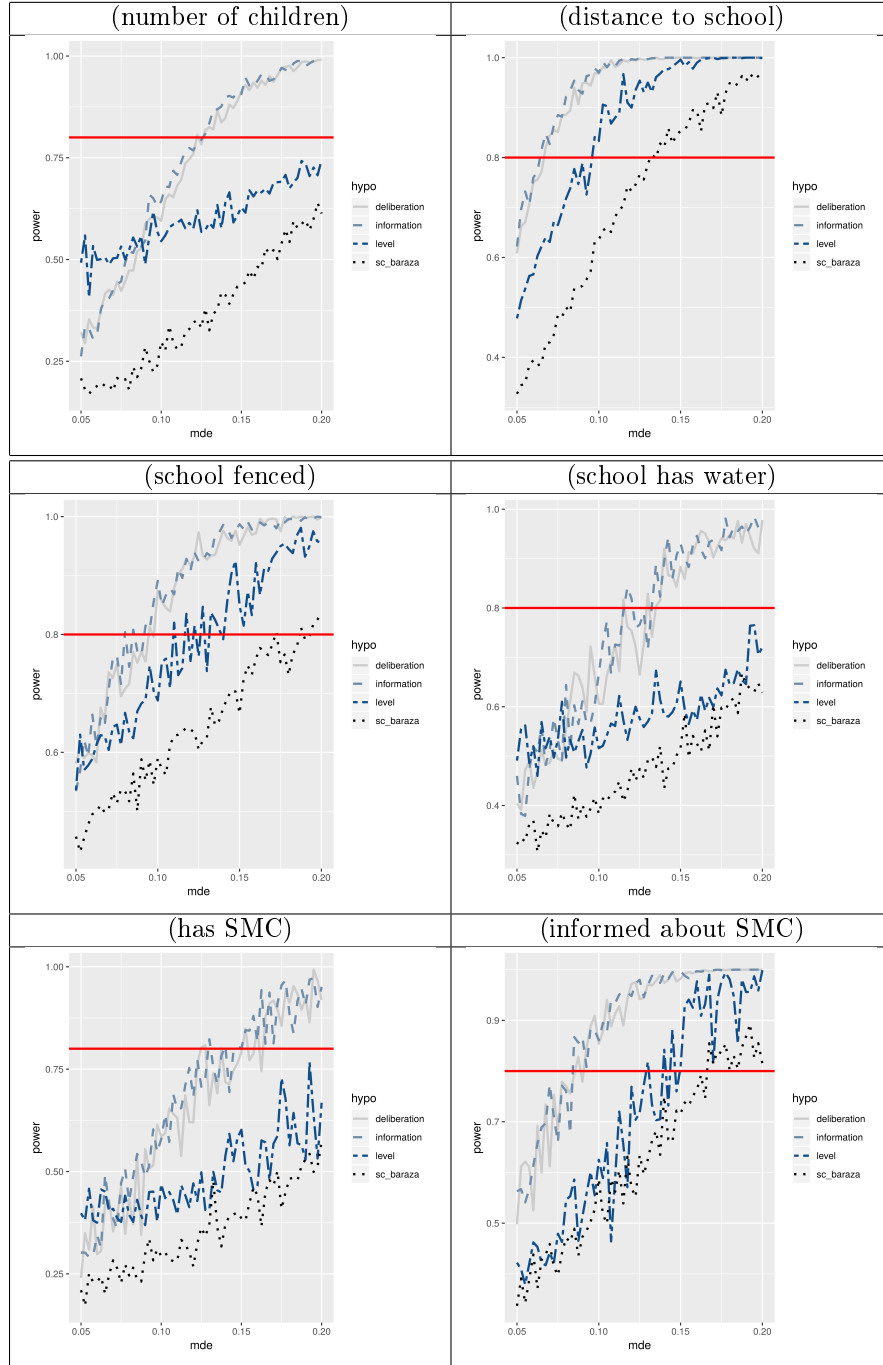 (number of children)
(distance to school)
1.00
0.75
0.50
0.25
power
0.05 0.10 0.15 0.20
mde
hypo
deliberation
information
level
sc_baraza
1.0
0.8
0.6
0.4
power
0.05 0.10 0.15 0.20
mde
hypo
deliberation
information
level
sc_baraza
(school fenced)
(school has water)
1.0
0.8
0.6
power
0.05 0.10 0.15 0.20
mde
hypo
deliberation
information
level
sc_baraza
1.0
0.8
0.6
0.4
power
0.05 0.10 0.15 0.20
mde
hypo
deliberation
information
level
sc_baraza
(has SMC)
(informed about SMC)
1.00
0.75
0.50
0.25
power
0.05 0.10 0.15 0.20
mde
hypo
deliberation
information
level
sc_baraza
0.9
0.7
0.5
power
0.05 0.10 0.15 0.20
mde
hypo
deliberation
information
level
sc_baraza